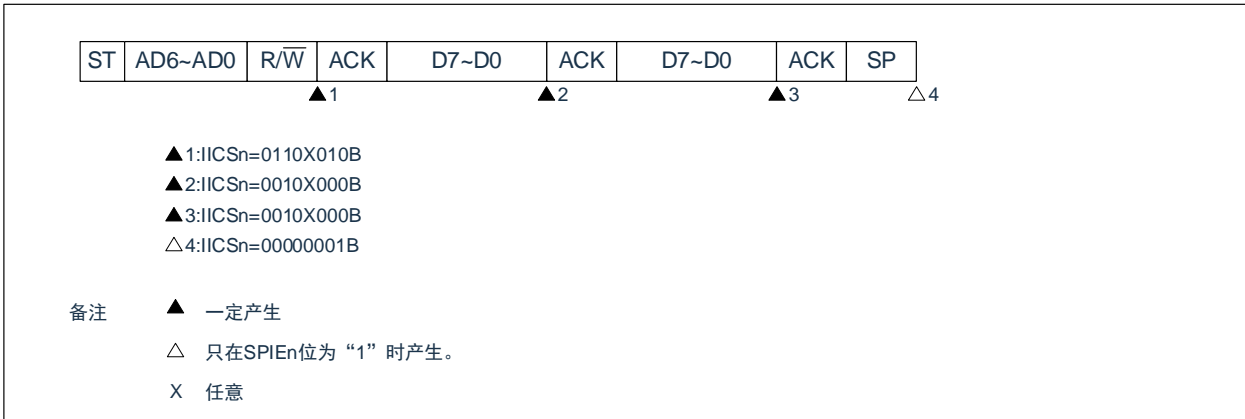 ST AD6~AD0 R/W̅ ACK D7~D0 ACK D7~D0 ACK SP
▲1 ▲2 ▲3 △4
▲1:IICSn=0110X010B
▲2:IICSn=0010X000B
▲3:IICSn=0010X000B
△4:IICSn=00000001B
备注 ▲ 一定产生
△ 只在SPIEn位为“1”时产生。
X 任意